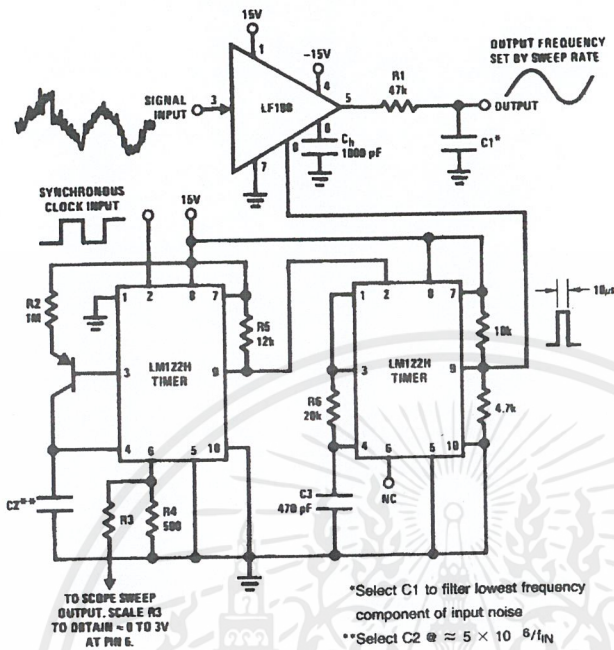 15V
1
-15V
4
OUTPUT FREQUENCY
SET BY SWEEP RATE
SIGNAL
INPUT
3
LF198
5
R1
47k
OUTPUT
6
8
Ch
1000 pF
C1*
7
SYNCHRONOUS
CLOCK INPUT
15V
R2
1M
1
2
8
7
R5
12k
LM122H
TIMER
3
9
4
6
5
10
C2**
R3
R4
500
1
2
8
7
10k
10μs
LM122H
TIMER
3
9
R6
20k
4.7k
4
6
5
10
C3
470 pF
NC
TO SCOPE SWEEP
OUTPUT. SCALE R3
TO OBTAIN ≈ 0 TO 3V
AT PIN 6.
*Select C1 to filter lowest frequency
component of input noise
**Select C2 @ ≈ 5 × 10 6/fIN